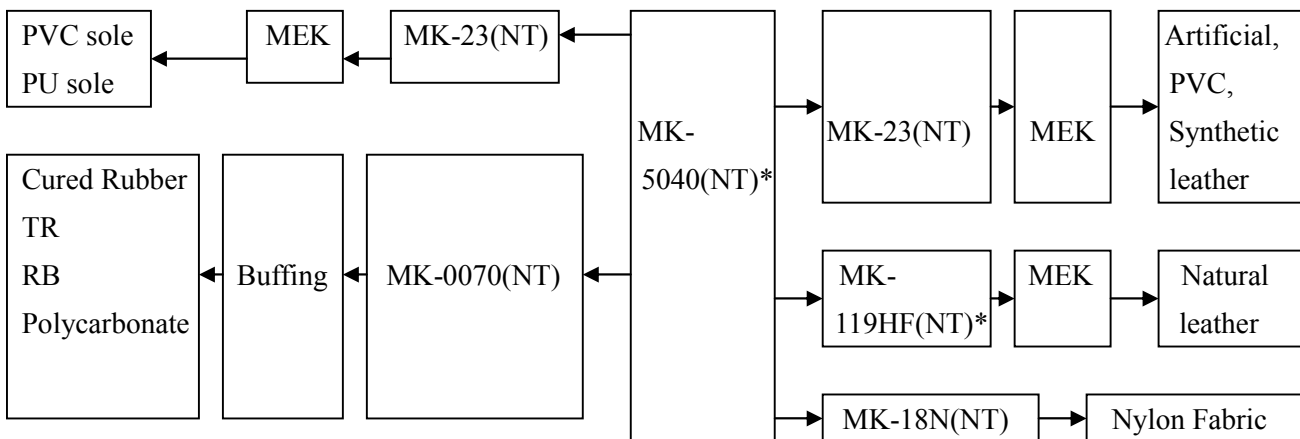 PVC sole
PU sole
MEK
MK-23(NT)
Cured Rubber
TR
RB
Polycarbonate
Buffing
MK-0070(NT)
MK-
5040(NT)*
MK-23(NT)
MEK
Artificial,
PVC,
Synthetic
leather
MK-
119HF(NT)*
MEK
Natural
leather
MK-18N(NT)
Nylon Fabric